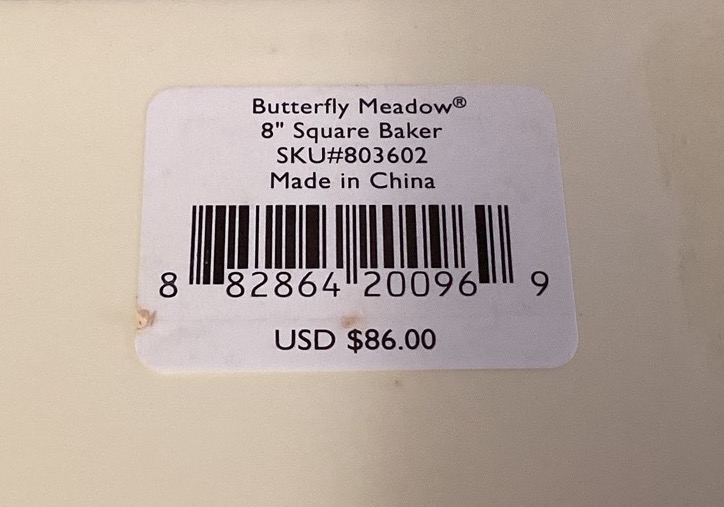 Butterfly Meadow®
8" Square Baker
SKU#803602
Made in China
8 82864 20096 9
USD $86.00